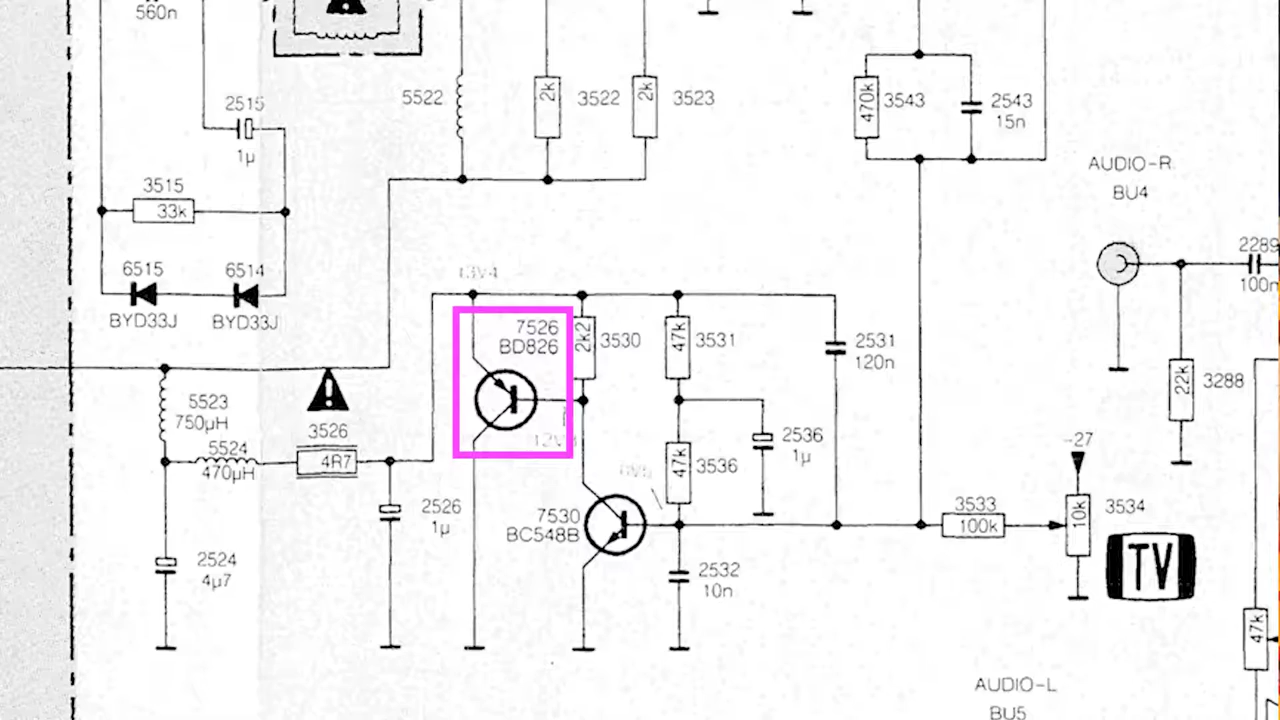 560n
5522
2k
3522
2k
3523
470k
3543
2543
15n
2515
1µ
AUDIO-R
BU4
3515
33k
2289
100n
6515
6514
BYD33J
BYD33J
13V4
7526
BD826
2k2
3530
47k
3531
2531
120n
22k
3288
5523
750µH
3526
4R7
5524
470µH
2536
1µ
47k
3536
-27
2526
1µ
7530
BC548B
3533
100k
10k
3534
TV
2524
4µ7
2532
10n
47k
AUDIO-L
BU5